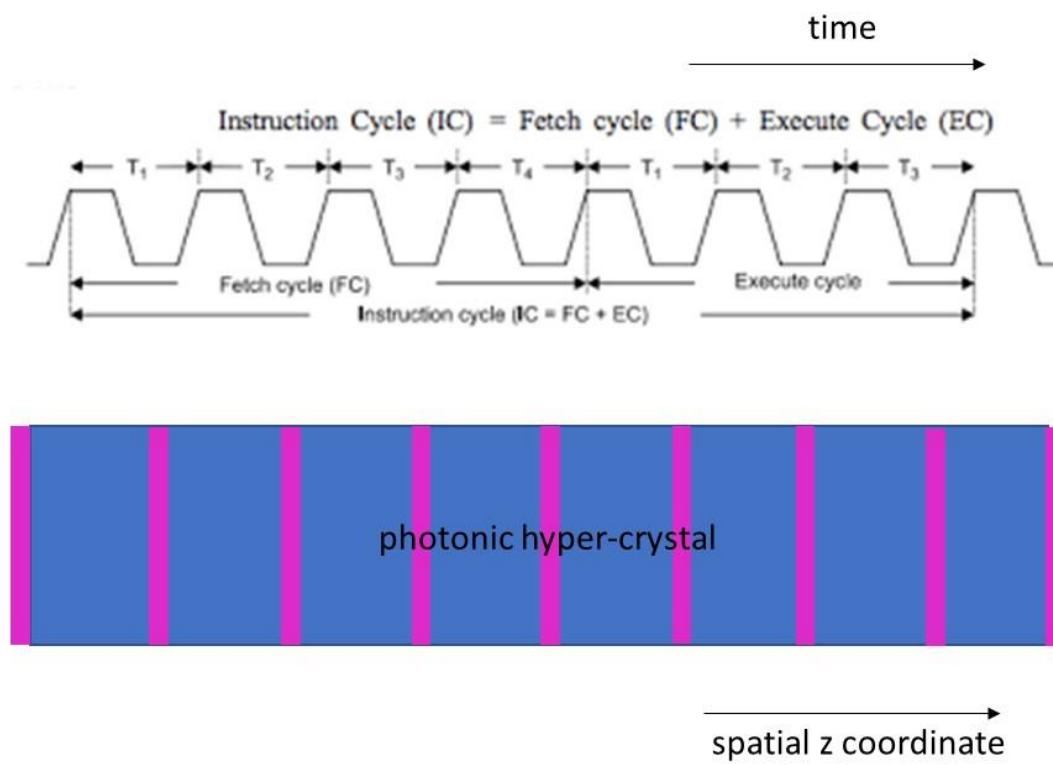 time
Instruction Cycle (IC) = Fetch cycle (FC) + Execute Cycle (EC)
T1 T2 T3 T4 T1 T2 T3
Fetch cycle (FC) Execute cycle
Instruction cycle (IC = FC + EC)
photonic hyper-crystal
spatial z coordinate